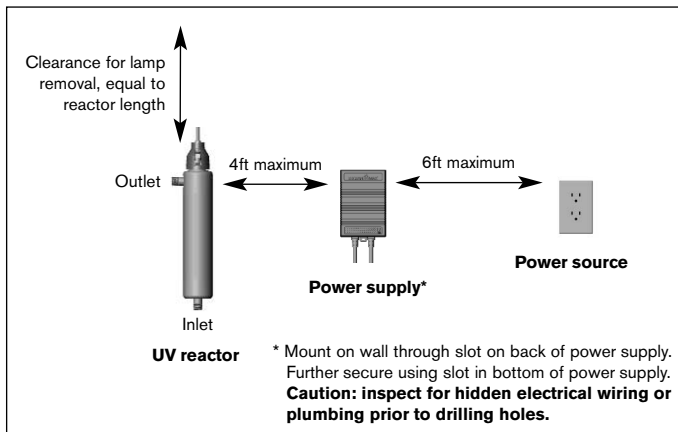 Clearance for lamp
removal, equal to
reactor length
4ft maximum
6ft maximum
Outlet
Power supply*
Power source
Inlet
UV reactor
* Mount on wall through slot on back of power supply.
Further secure using slot in bottom of power supply.
Caution: inspect for hidden electrical wiring or
plumbing prior to drilling holes.